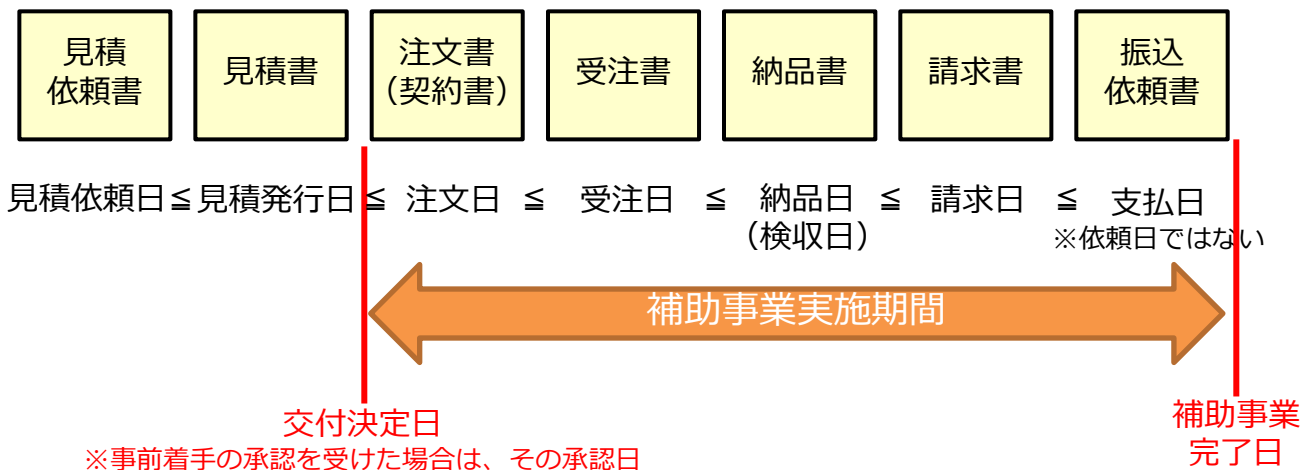 見積
依頼書
見積書
注文書
（契約書）
受注書
納品書
請求書
振込
依頼書
見積依頼日≦見積発行日≦ 注文日 ≦ 受注日 ≦ 納品日 ≦ 請求日 ≦ 支払日
（検収日）
※依頼日ではない
補助事業実施期間
交付決定日
※事前着手の承認を受けた場合は、その承認日
補助事業
完了日